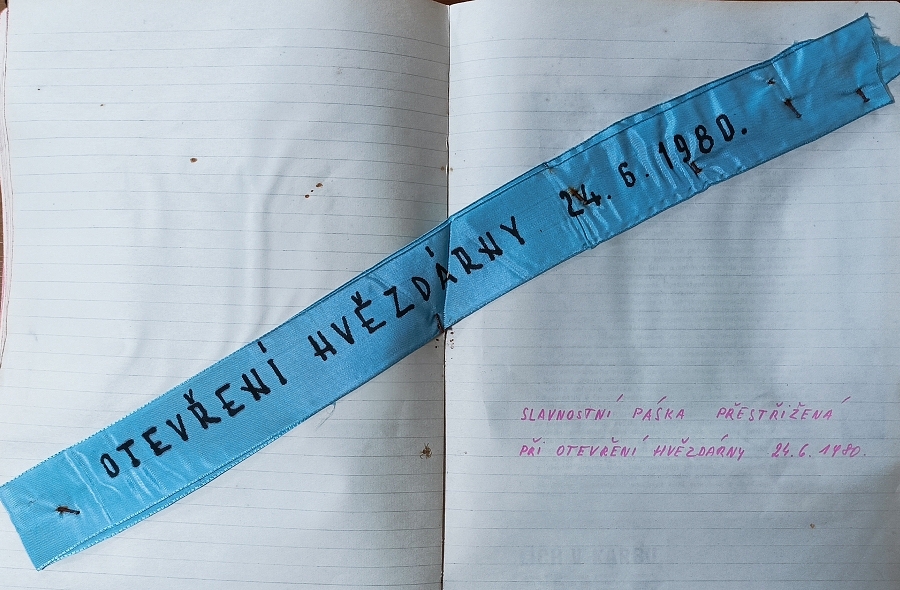 OTEVŘENÍ HVĚZDÁRNY 24.6.1980.
SLAVNOSTNÍ PÁSKA PŘESTŘIŽENÁ
PŘI OTEVŘENÍ HVĚZDÁRNY 24.6.1980.